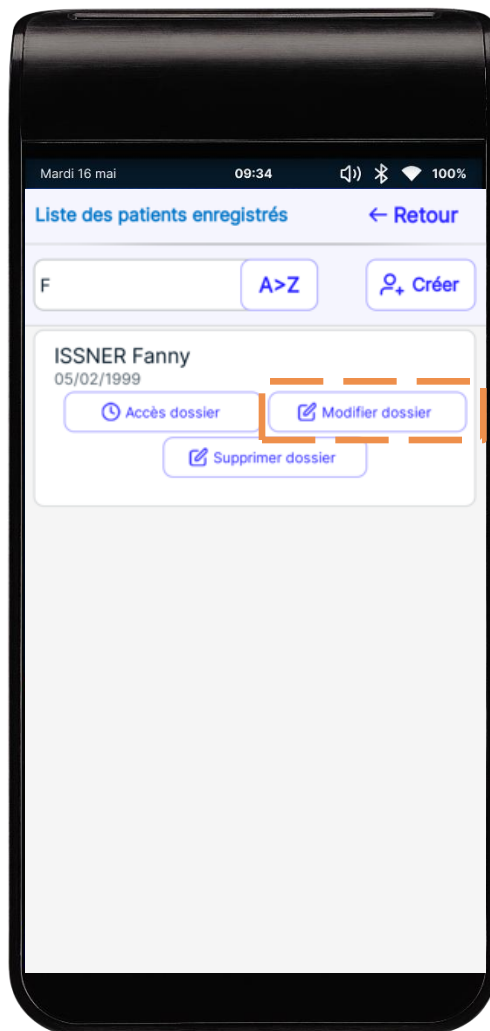 Mardi 16 mai 09:34 100%
Liste des patients enregistrés ← Retour
F A>Z Créer
ISSNER Fanny
05/02/1999
Accès dossier Modifier dossier
Supprimer dossier